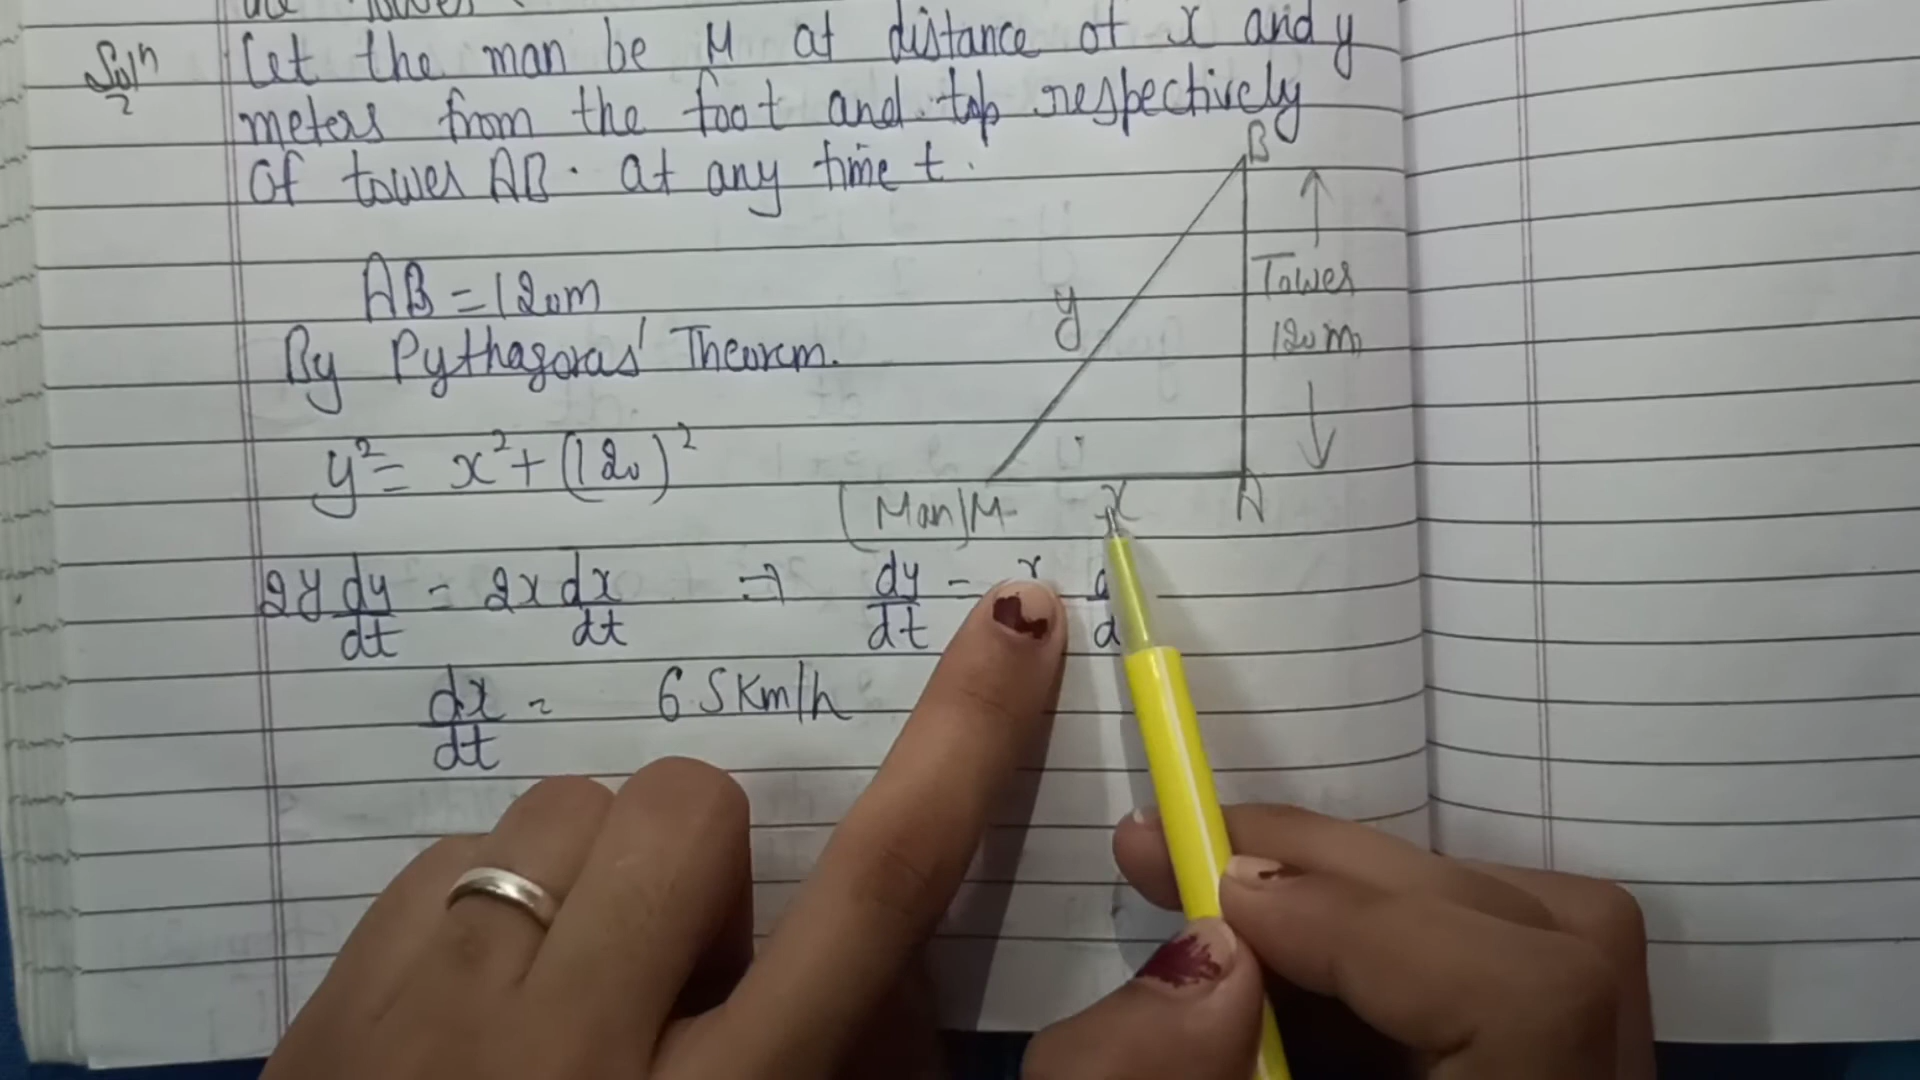 Soln
Let the man be M at distance of x and y
meters from the foot and top respectively
of tower AB. at any time t.
B
AB = 120m
Tower
120m
y
By Pythagoras' Theorem.
y² = x² + (120)²
(Man) M x A
2y dy/dt = 2x dx/dt ⇒ dy/dt = x
dx/dt = 6.5 Km/h